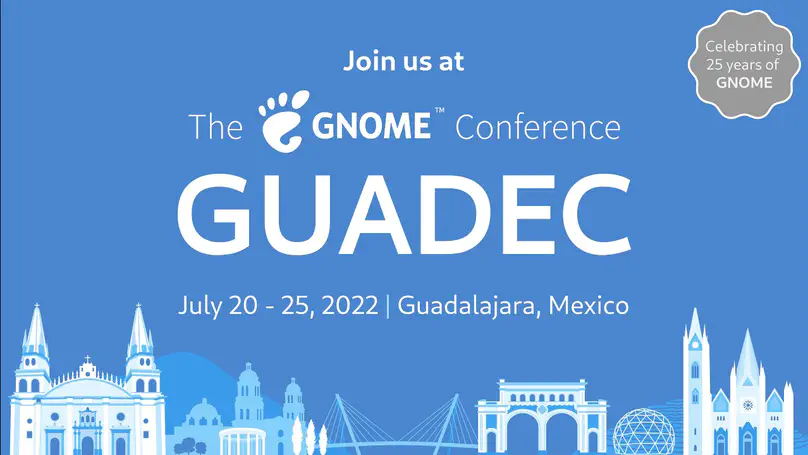 Join us at
The GNOME™ Conference
GUADEC
July 20 - 25, 2022 | Guadalajara, Mexico
Celebrating
25 years of
GNOME